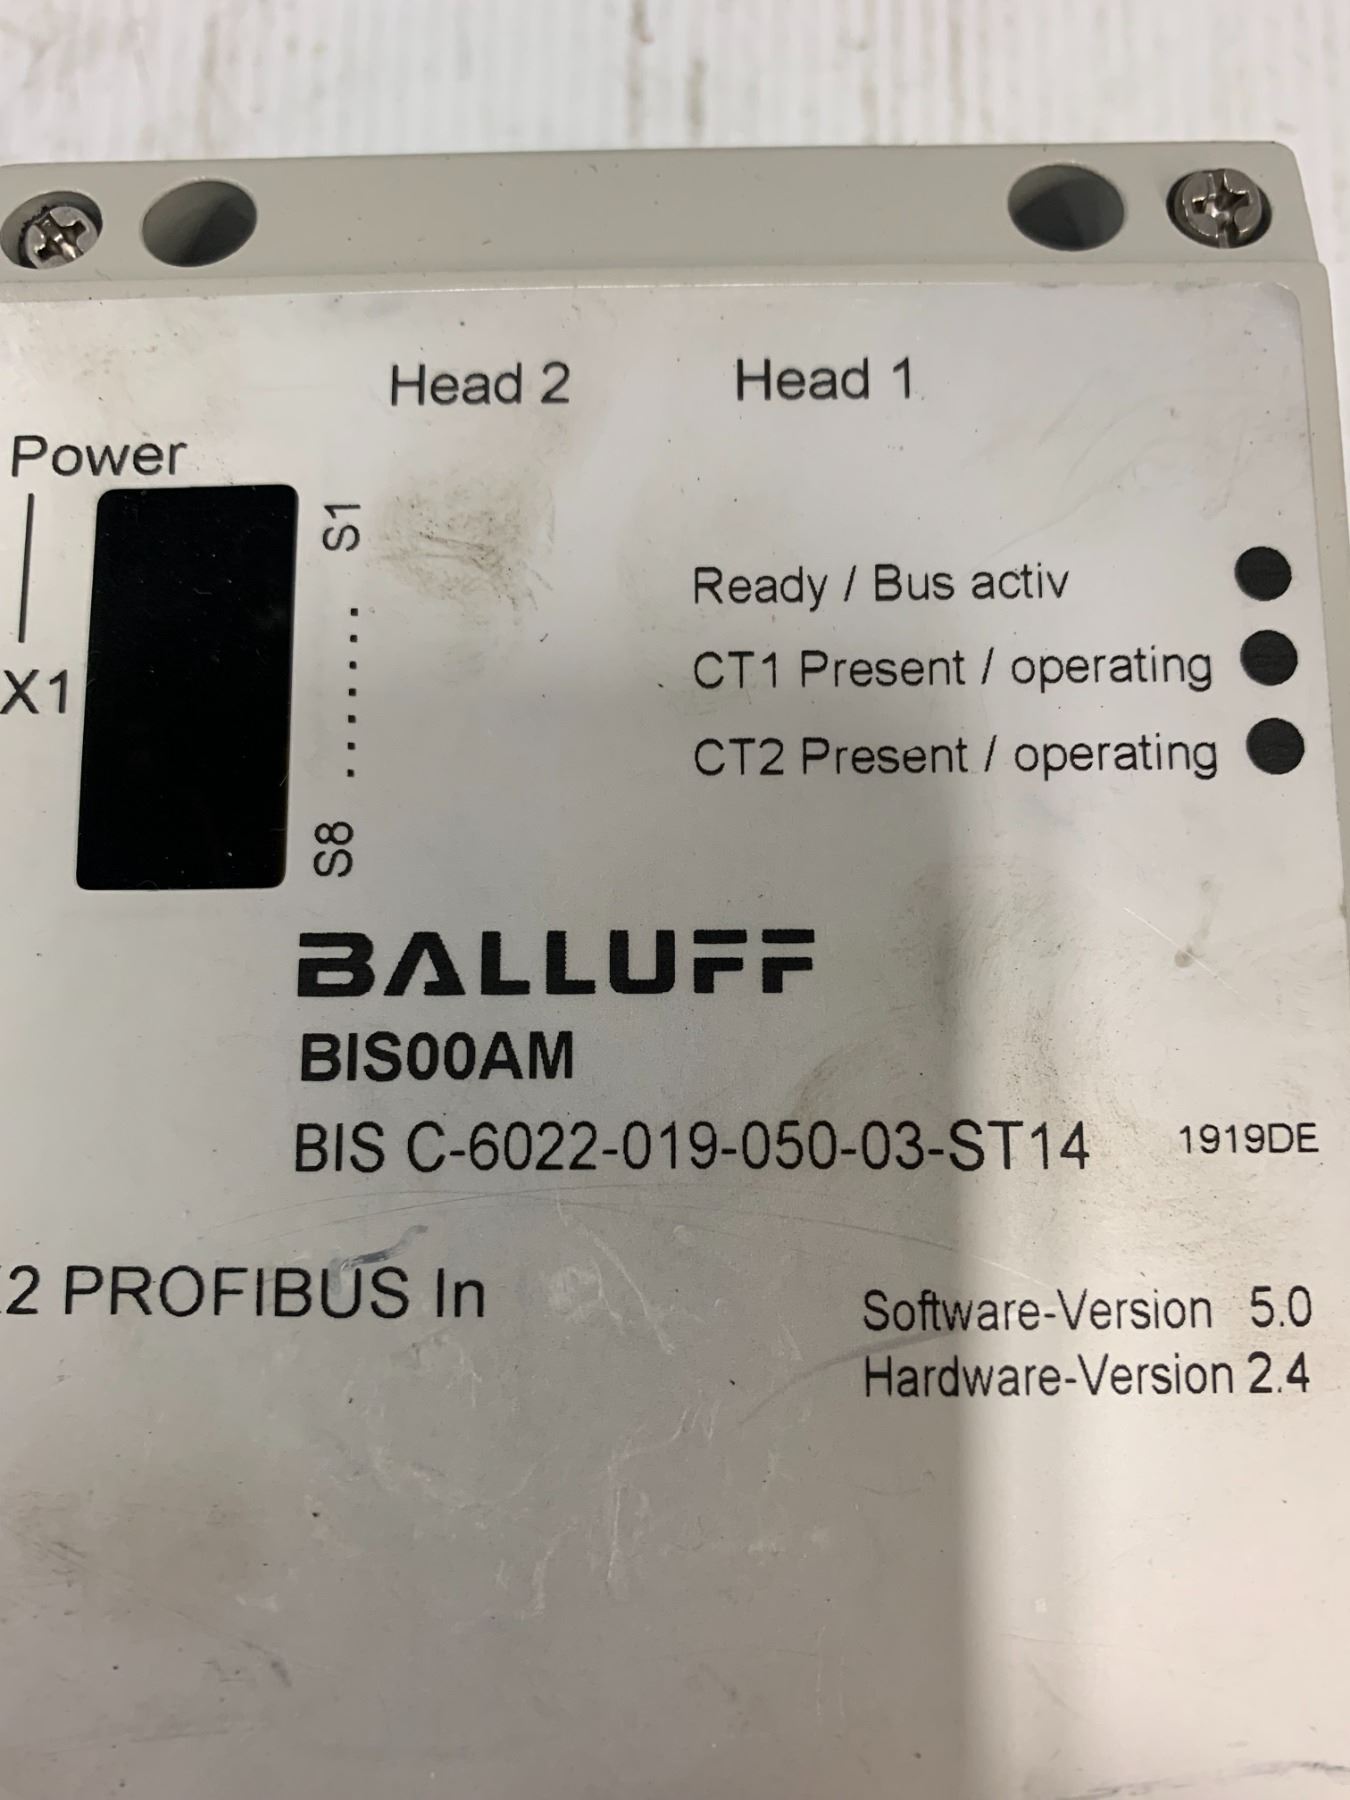 Head 2 Head 1
Power
S1
Ready / Bus activ
CT1 Present / operating
X1
CT2 Present / operating
S8
BALLUFF
BIS00AM
BIS C-6022-019-050-03-ST14 1919DE
2 PROFIBUS In
Software-Version 5.0
Hardware-Version 2.4